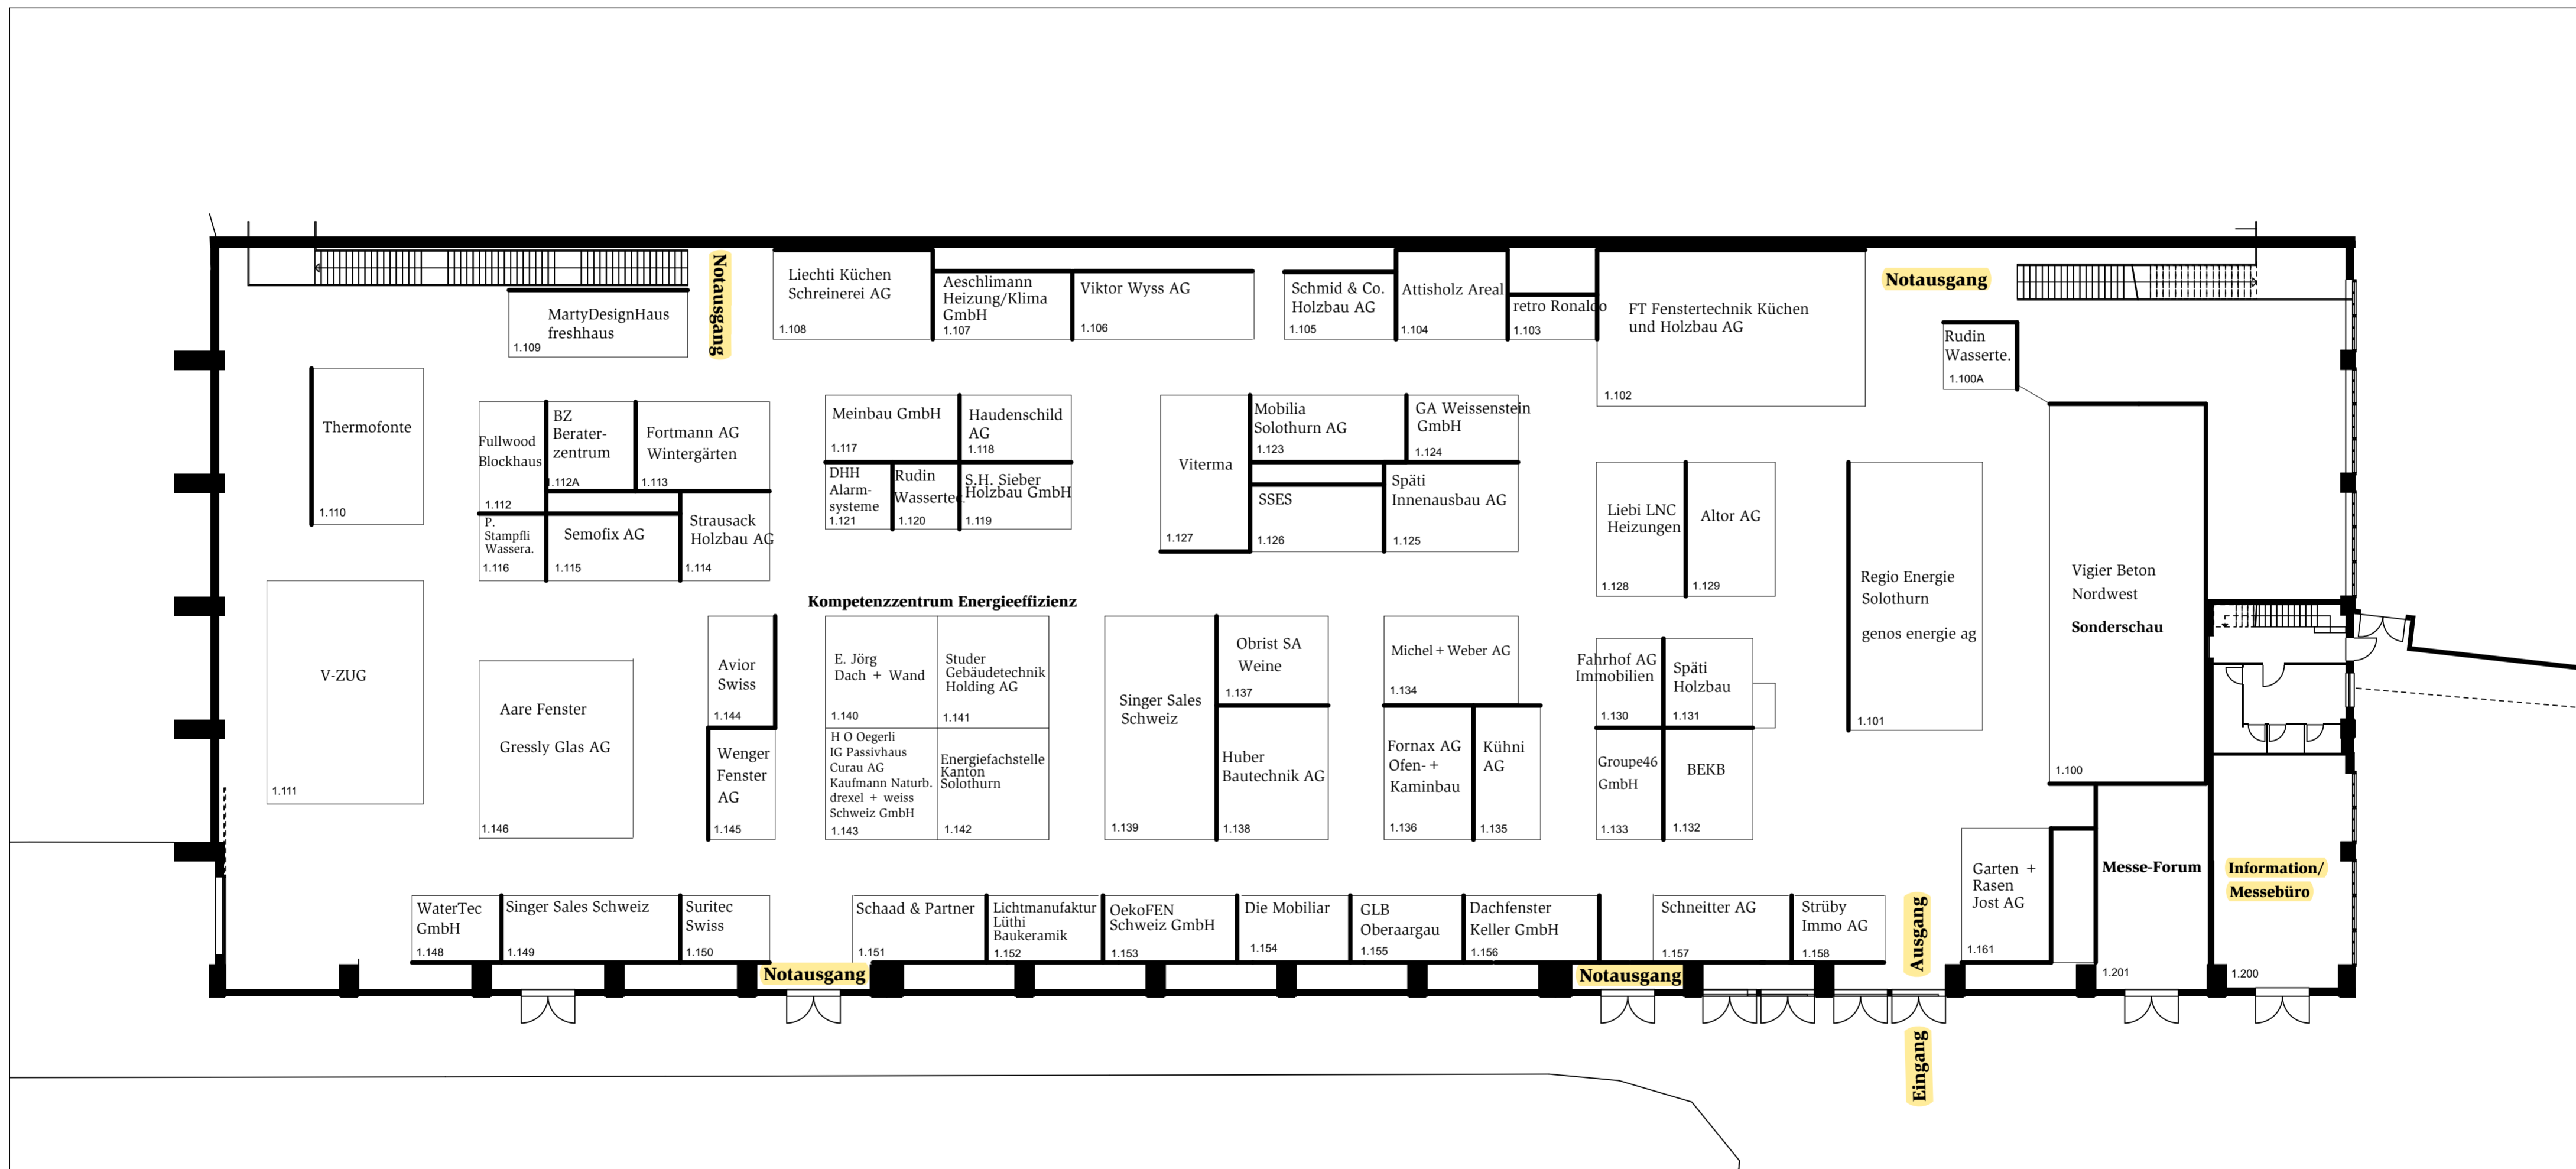 Notausgang
Liechti Küchen
Schreinerei AG
1.108
Aeschlimann
Heizung/Klima
GmbH
1.107
Viktor Wyss AG
1.106
Schmid & Co.
Holzbau AG
1.105
Attisholz Areal
1.104
retro Ronaldo
1.103
FT Fenstertechnik Küchen
und Holzbau AG
1.102
Notausgang
MartyDesignHaus
freshhaus
1.109
Rudin
Wasserte.
1.100A
Thermofonte
1.110
Fullwood
Blockhaus
1.112
BZ
Berater-
zentrum
1.112A
Fortmann AG
Wintergärten
1.113
P.
Stampfli
Wassera.
1.116
Semofix AG
1.115
Strausack
Holzbau AG
1.114
Meinbau GmbH
1.117
Haudenschild
AG
1.118
DHH
Alarm-
systeme
1.121
Rudin
Wassertec
1.120
S.H. Sieber
Holzbau GmbH
1.119
Viterma
1.127
Mobilia
Solothurn AG
1.123
GA Weissenstein
GmbH
1.124
SSES
1.126
Späti
Innenausbau AG
1.125
Liebi LNC
Heizungen
1.128
Altor AG
1.129
Regio Energie
Solothurn
genos energie ag
1.101
Vigier Beton
Nordwest
Sonderschau
1.100
V-ZUG
1.111
Aare Fenster
Gressly Glas AG
1.146
Avior
Swiss
1.144
Wenger
Fenster
AG
1.145
Kompetenzzentrum Energieeffizienz
E. Jörg
Dach + Wand
1.140
Studer
Gebäudetechnik
Holding AG
1.141
H O Oegerli
IG Passivhaus
Curau AG
Kaufmann Naturb.
drexel + weiss
Schweiz GmbH
1.143
Energiefachstelle
Kanton
Solothurn
1.142
Singer Sales
Schweiz
1.139
Obrist SA
Weine
1.137
Huber
Bautechnik AG
1.138
Michel + Weber AG
1.134
Fornax AG
Ofen- +
Kaminbau
1.136
Kühni
AG
1.135
Fahrhof AG
Immobilien
1.130
Späti
Holzbau
1.131
Groupe46
GmbH
1.133
BEKB
1.132
WaterTec
GmbH
1.148
Singer Sales Schweiz
1.149
Suritec
Swiss
1.150
Notausgang
Schaad & Partner
1.151
Lichtmanufaktur
Lüthi
Baukeramik
1.152
OekoFEN
Schweiz GmbH
1.153
Die Mobiliar
1.154
GLB
Oberaargau
1.155
Dachfenster
Keller GmbH
1.156
Notausgang
Schneitter AG
1.157
Strüby
Immo AG
1.158
Ausgang
Eingang
Garten +
Rasen
Jost AG
1.161
Messe-Forum
1.201
Information/
Messebüro
1.200